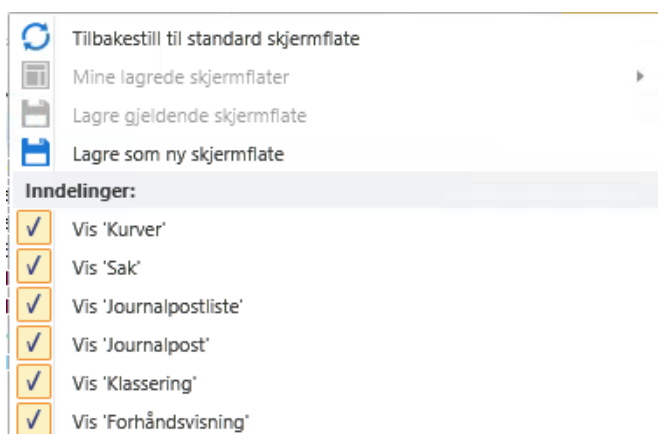 Tilbakestill til standard skjermflate
Mine lagrede skjermflater
Lagre gjeldende skjermflate
Lagre som ny skjermflate
Inndelinger:
Vis 'Kurver'
Vis 'Sak'
Vis 'Journalpostliste'
Vis 'Journalpost'
Vis 'Klassering'
Vis 'Forhåndsvisning'